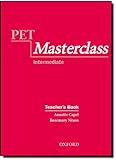 PET
Masterclass
Intermediate
Teacher's Book
Annette Capel
Rosemary Nixon
OXFORD